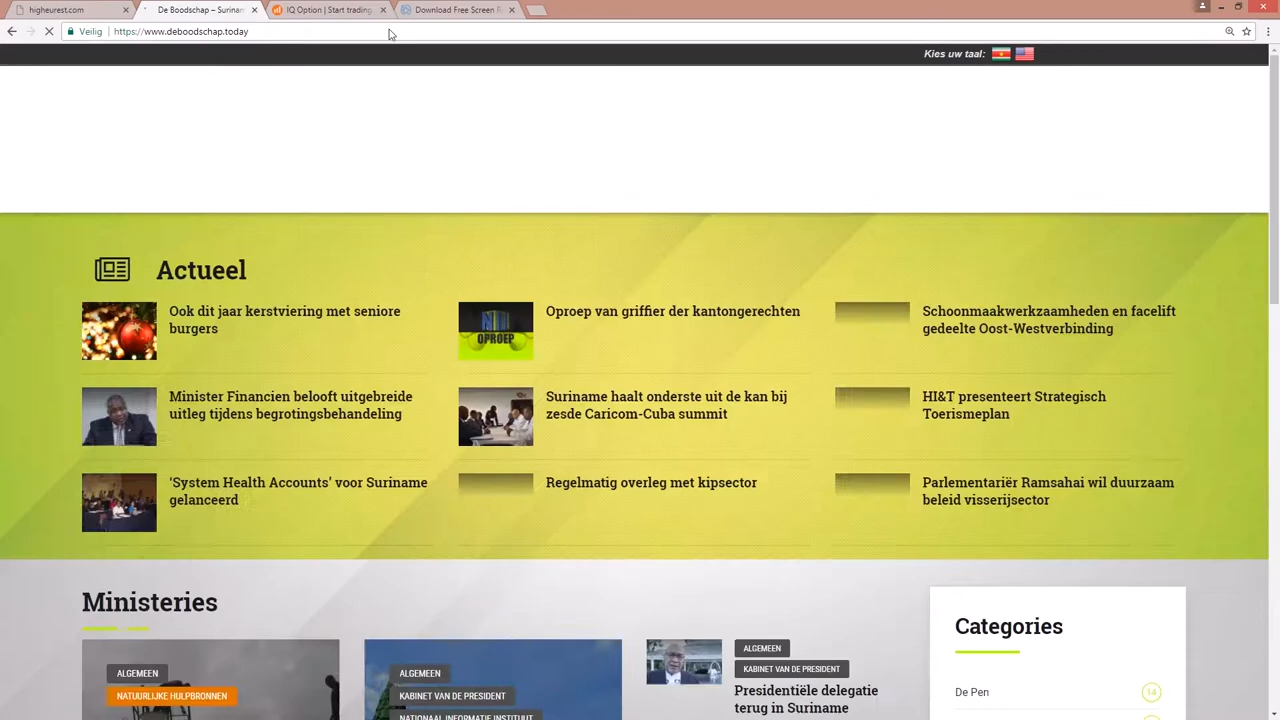 higheurest.com
De Boodschap – Surinam
IQ Option | Start trading
Download Free Screen R
Veilig
https://www.deboodschap.today
Kies uw taal:
Actueel
Ook dit jaar kerstviering met seniore
burgers
Oproep van griffier der kantongerechten
OPROEP
Schoonmaakwerkzaamheden en facelift
gedeelte Oost-Westverbinding
Minister Financien belooft uitgebreide
uitleg tijdens begrotingsbehandeling
Suriname haalt onderste uit de kan bij
zesde Caricom-Cuba summit
HI&T presenteert Strategisch
Toerismeplan
‘System Health Accounts’ voor Suriname
gelanceerd
Regelmatig overleg met kipsector
Parlementariër Ramsahai wil duurzaam
beleid visserijsector
Ministeries
ALGEMEEN
NATUURLIJKE HULPBRONNEN
ALGEMEEN
KABINET VAN DE PRESIDENT
NATIONAAL INFORMATIE INSTITUUT
ALGEMEEN
KABINET VAN DE PRESIDENT
Presidentiële delegatie
terug in Suriname
Categories
De Pen
14